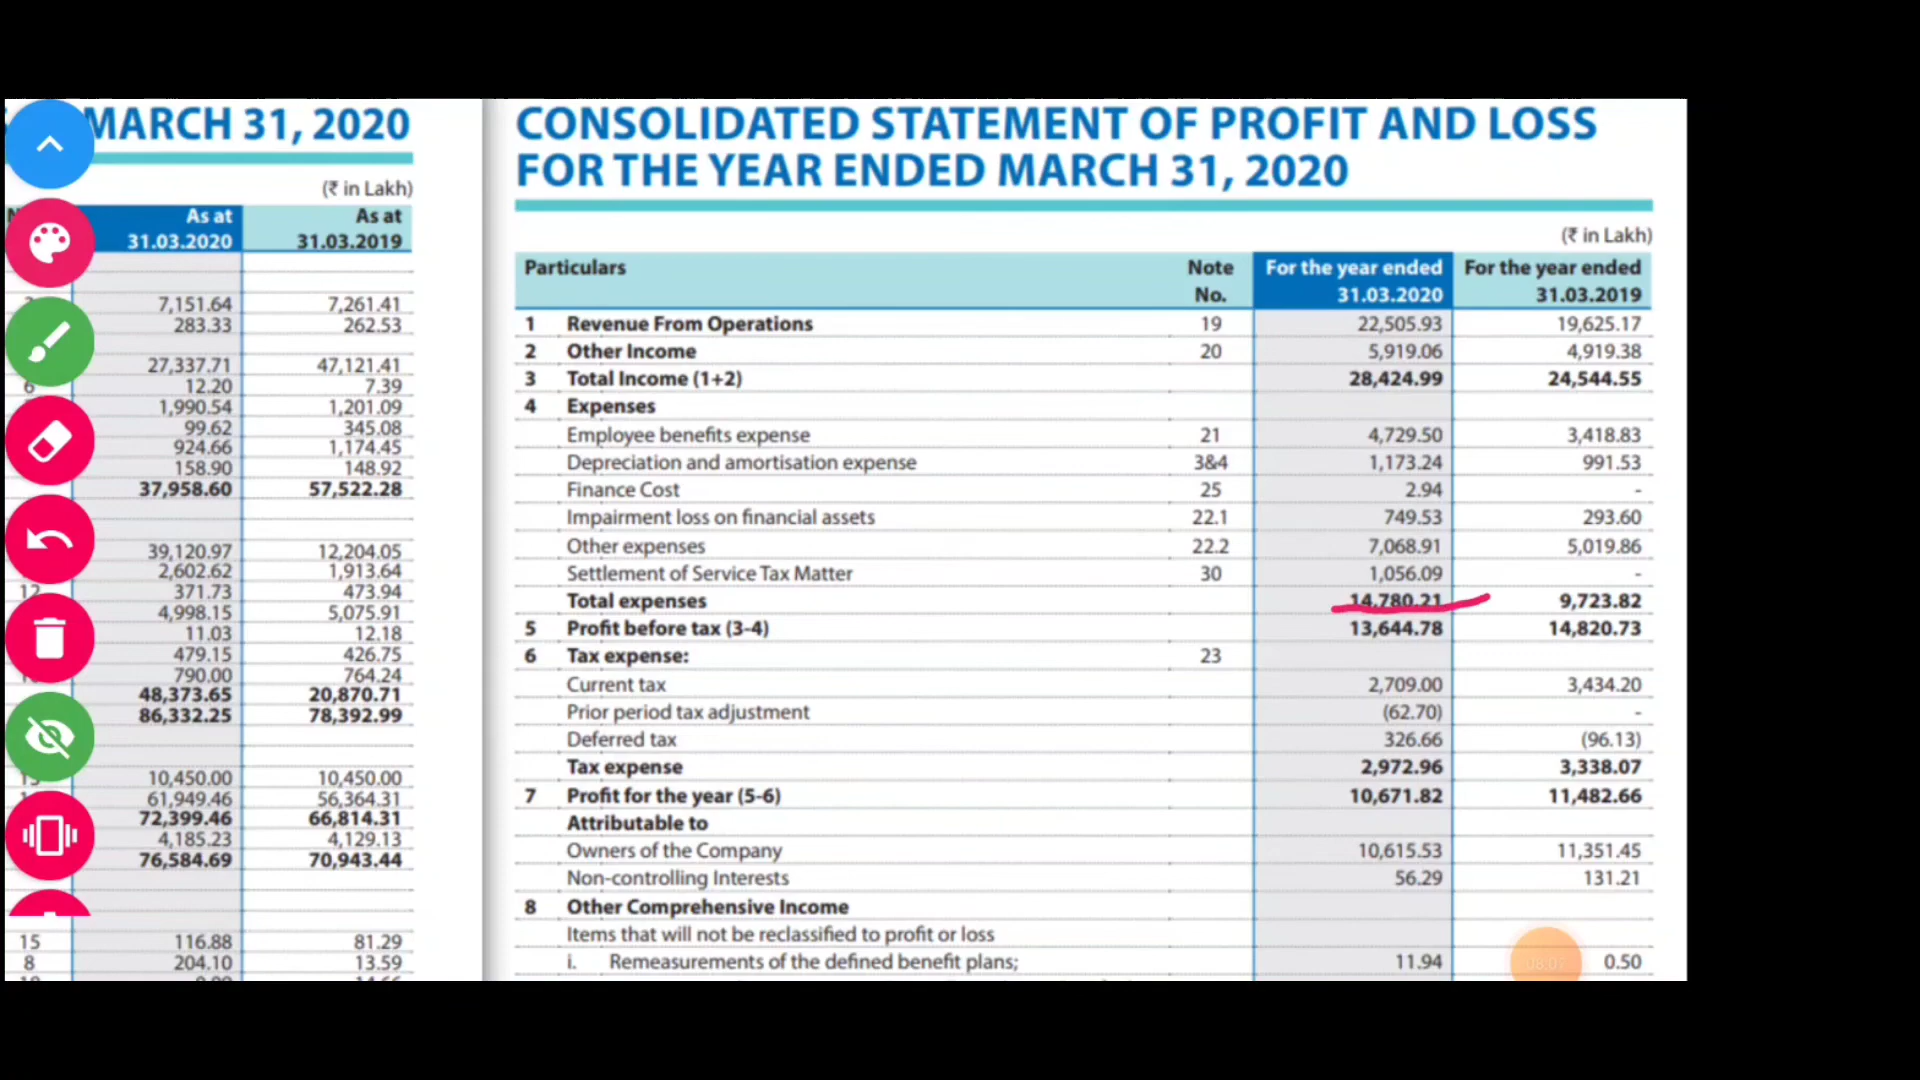 MARCH 31, 2020
(₹ in Lakh)
As at 31.03.2020 As at 31.03.2019
7,151.64 7,261.41
283.33 262.53
27,337.71 47,121.41
6 12.20 7.39
1,990.54 1,201.09
99.62 345.08
924.66 1,174.45
158.90 148.92
37,958.60 57,522.28
39,120.97 12,204.05
2,602.62 1,913.64
12 371.73 473.94
4,998.15 5,075.91
11.03 12.18
479.15 426.75
790.00 764.24
48,373.65 20,870.71
86,332.25 78,392.99
10,450.00 10,450.00
61,949.46 56,364.31
72,399.46 66,814.31
4,185.23 4,129.13
76,584.69 70,943.44
15 116.88 81.29
8 204.10 13.59
CONSOLIDATED STATEMENT OF PROFIT AND LOSS
FOR THE YEAR ENDED MARCH 31, 2020
(₹ in Lakh)
Particulars Note No. For the year ended 31.03.2020 For the year ended 31.03.2019
1 Revenue From Operations 19 22,505.93 19,625.17
2 Other Income 20 5,919.06 4,919.38
3 Total Income (1+2) 28,424.99 24,544.55
4 Expenses
Employee benefits expense 21 4,729.50 3,418.83
Depreciation and amortisation expense 3&4 1,173.24 991.53
Finance Cost 25 2.94 -
Impairment loss on financial assets 22.1 749.53 293.60
Other expenses 22.2 7,068.91 5,019.86
Settlement of Service Tax Matter 30 1,056.09 -
Total expenses 14,780.21 9,723.82
5 Profit before tax (3-4) 13,644.78 14,820.73
6 Tax expense: 23
Current tax 2,709.00 3,434.20
Prior period tax adjustment (62.70) -
Deferred tax 326.66 (96.13)
Tax expense 2,972.96 3,338.07
7 Profit for the year (5-6) 10,671.82 11,482.66
Attributable to
Owners of the Company 10,615.53 11,351.45
Non-controlling Interests 56.29 131.21
8 Other Comprehensive Income
Items that will not be reclassified to profit or loss
i. Remeasurements of the defined benefit plans; 11.94 0.50
08:07